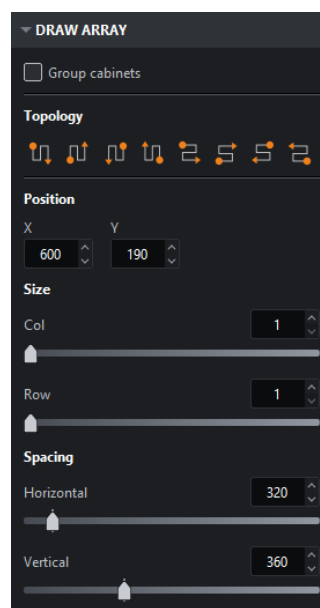 DRAW ARRAY
Group cabinets
Topology
Position
X Y
600 190
Size
Col 1
Row 1
Spacing
Horizontal 320
Vertical 360